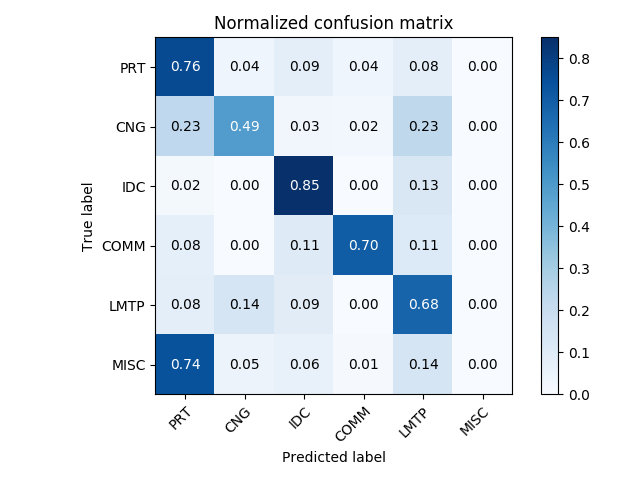 Normalized confusion matrix
True label
PRT 0.76 0.04 0.09 0.04 0.08 0.00
CNG 0.23 0.49 0.03 0.02 0.23 0.00
IDC 0.02 0.00 0.85 0.00 0.13 0.00
COMM 0.08 0.00 0.11 0.70 0.11 0.00
LMTP 0.08 0.14 0.09 0.00 0.68 0.00
MISC 0.74 0.05 0.06 0.01 0.14 0.00
PRT CNG IDC COMM LMTP MISC
Predicted label
0.8
0.7
0.6
0.5
0.4
0.3
0.2
0.1
0.0